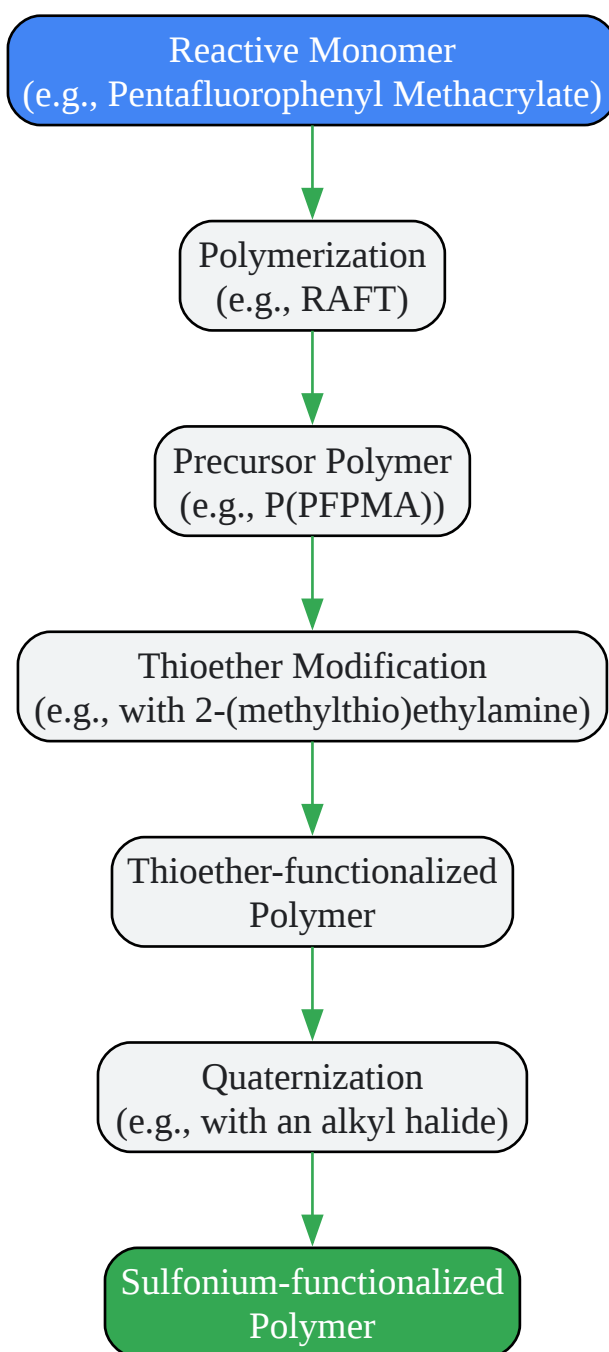 Reactive Monomer
(e.g., Pentafluorophenyl Methacrylate)
Polymerization
(e.g., RAFT)
Precursor Polymer
(e.g., P(PFPMA))
Thioether Modification
(e.g., with 2-(methylthio)ethylamine)
Thioether-functionalized
Polymer
Quaternization
(e.g., with an alkyl halide)
Sulfonium-functionalized
Polymer